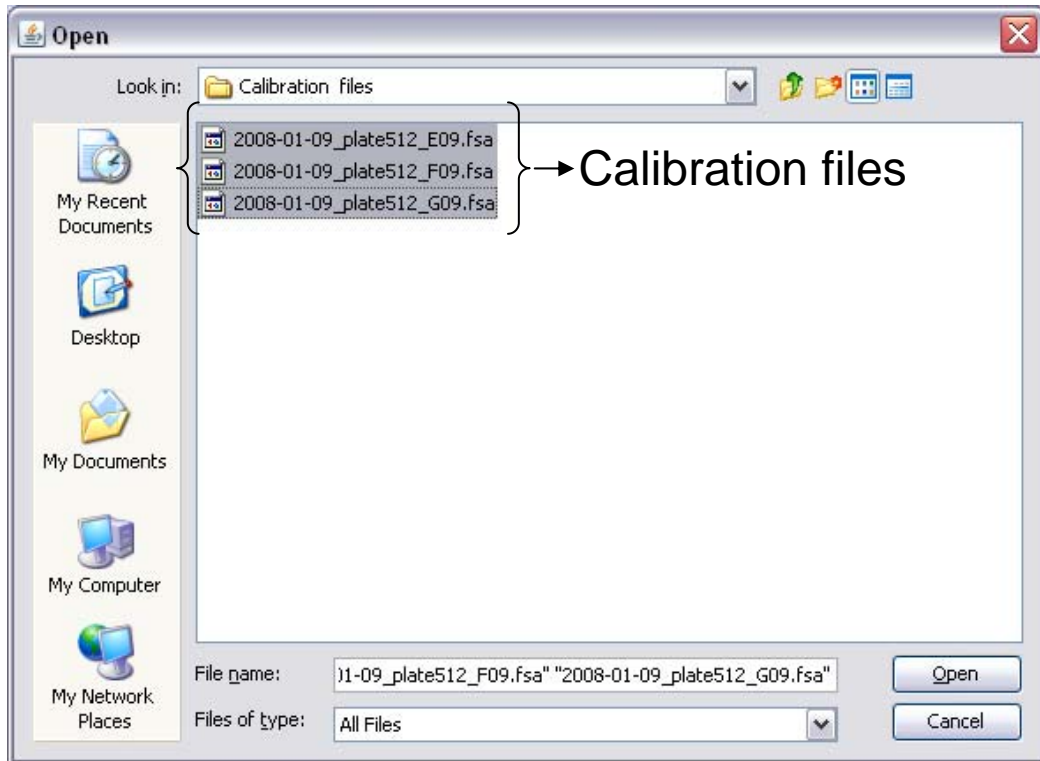 Open
Look in: Calibration files
2008-01-09_plate512_E09.fsa
2008-01-09_plate512_F09.fsa
2008-01-09_plate512_G09.fsa
Calibration files
My Recent
Documents
Desktop
My Documents
My Computer
My Network
Places
File name: 01-09_plate512_F09.fsa" "2008-01-09_plate512_G09.fsa"
Open
Files of type: All Files
Cancel